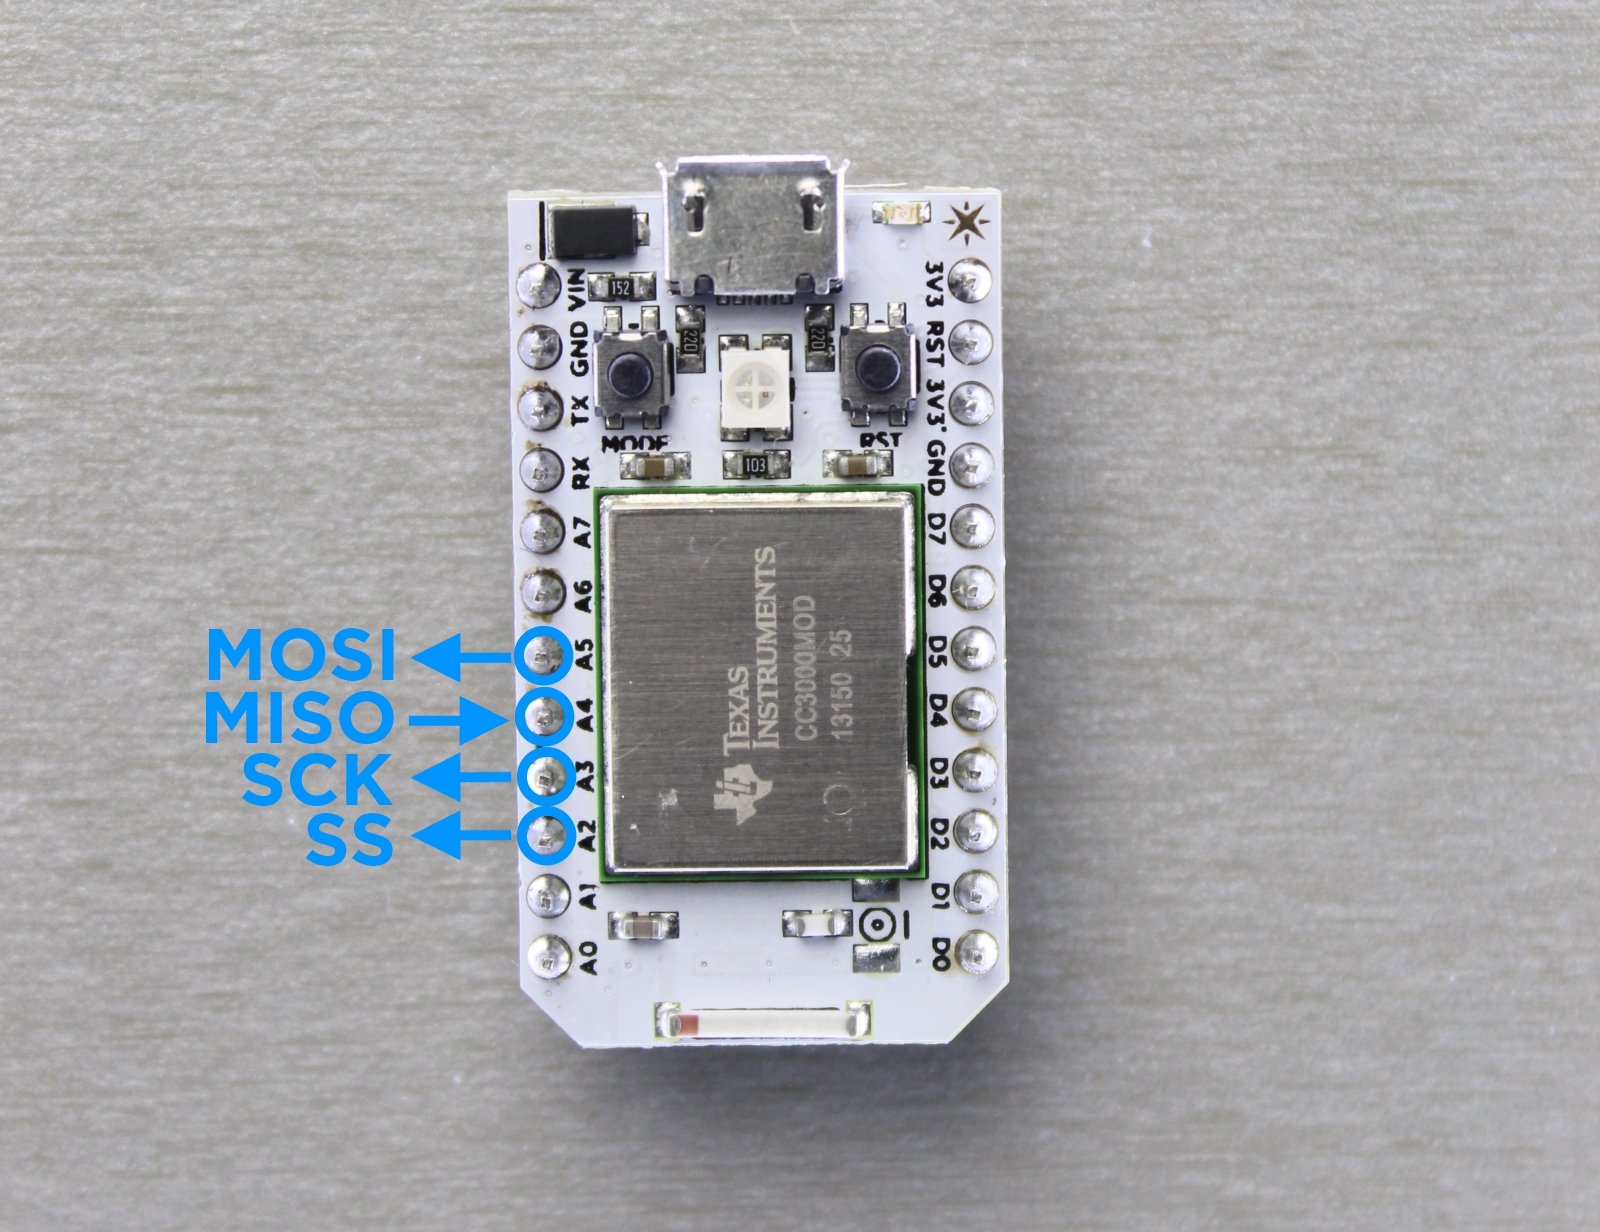 VIN
GND
TX
RX
A7
A6
A5
A4
A3
A2
A1
A0
MOSI
MISO
SCK
SS
152
220
220
MODE
RST
103
TEXAS
INSTRUMENTS
CC3000MOD
13150 25
3V3
RST
3V3*
GND
D7
D6
D5
D4
D3
D2
D1
D0